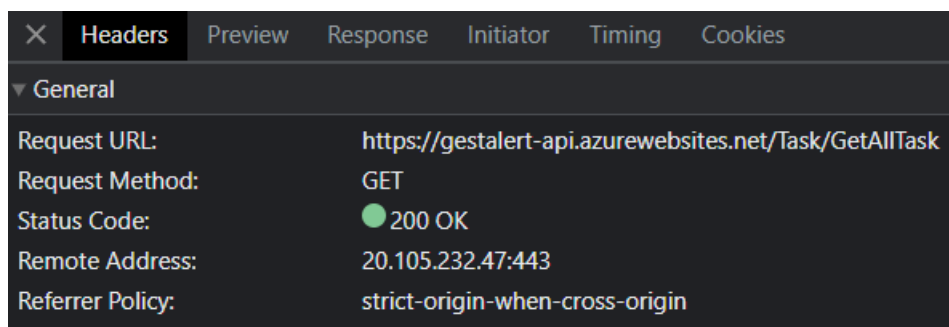 Headers Preview Response Initiator Timing Cookies
General
Request URL: https://gestalert-api.azurewebsites.net/Task/GetAllTask
Request Method: GET
Status Code: 200 OK
Remote Address: 20.105.232.47:443
Referrer Policy: strict-origin-when-cross-origin